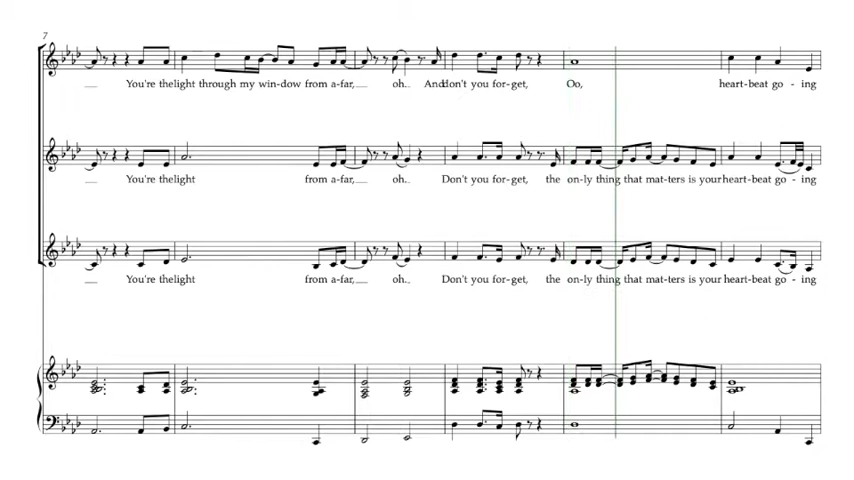 7
You're the light through my win-dow from a-far, oh. And don't you for-get, Oo, heart-beat go - ing
You're the light from a-far, oh. Don't you for-get, the on-ly thing that mat-ters is your heart-beat go - ing
You're the light from a-far, oh. Don't you for-get, the on-ly thing that mat-ters is your heart-beat go - ing